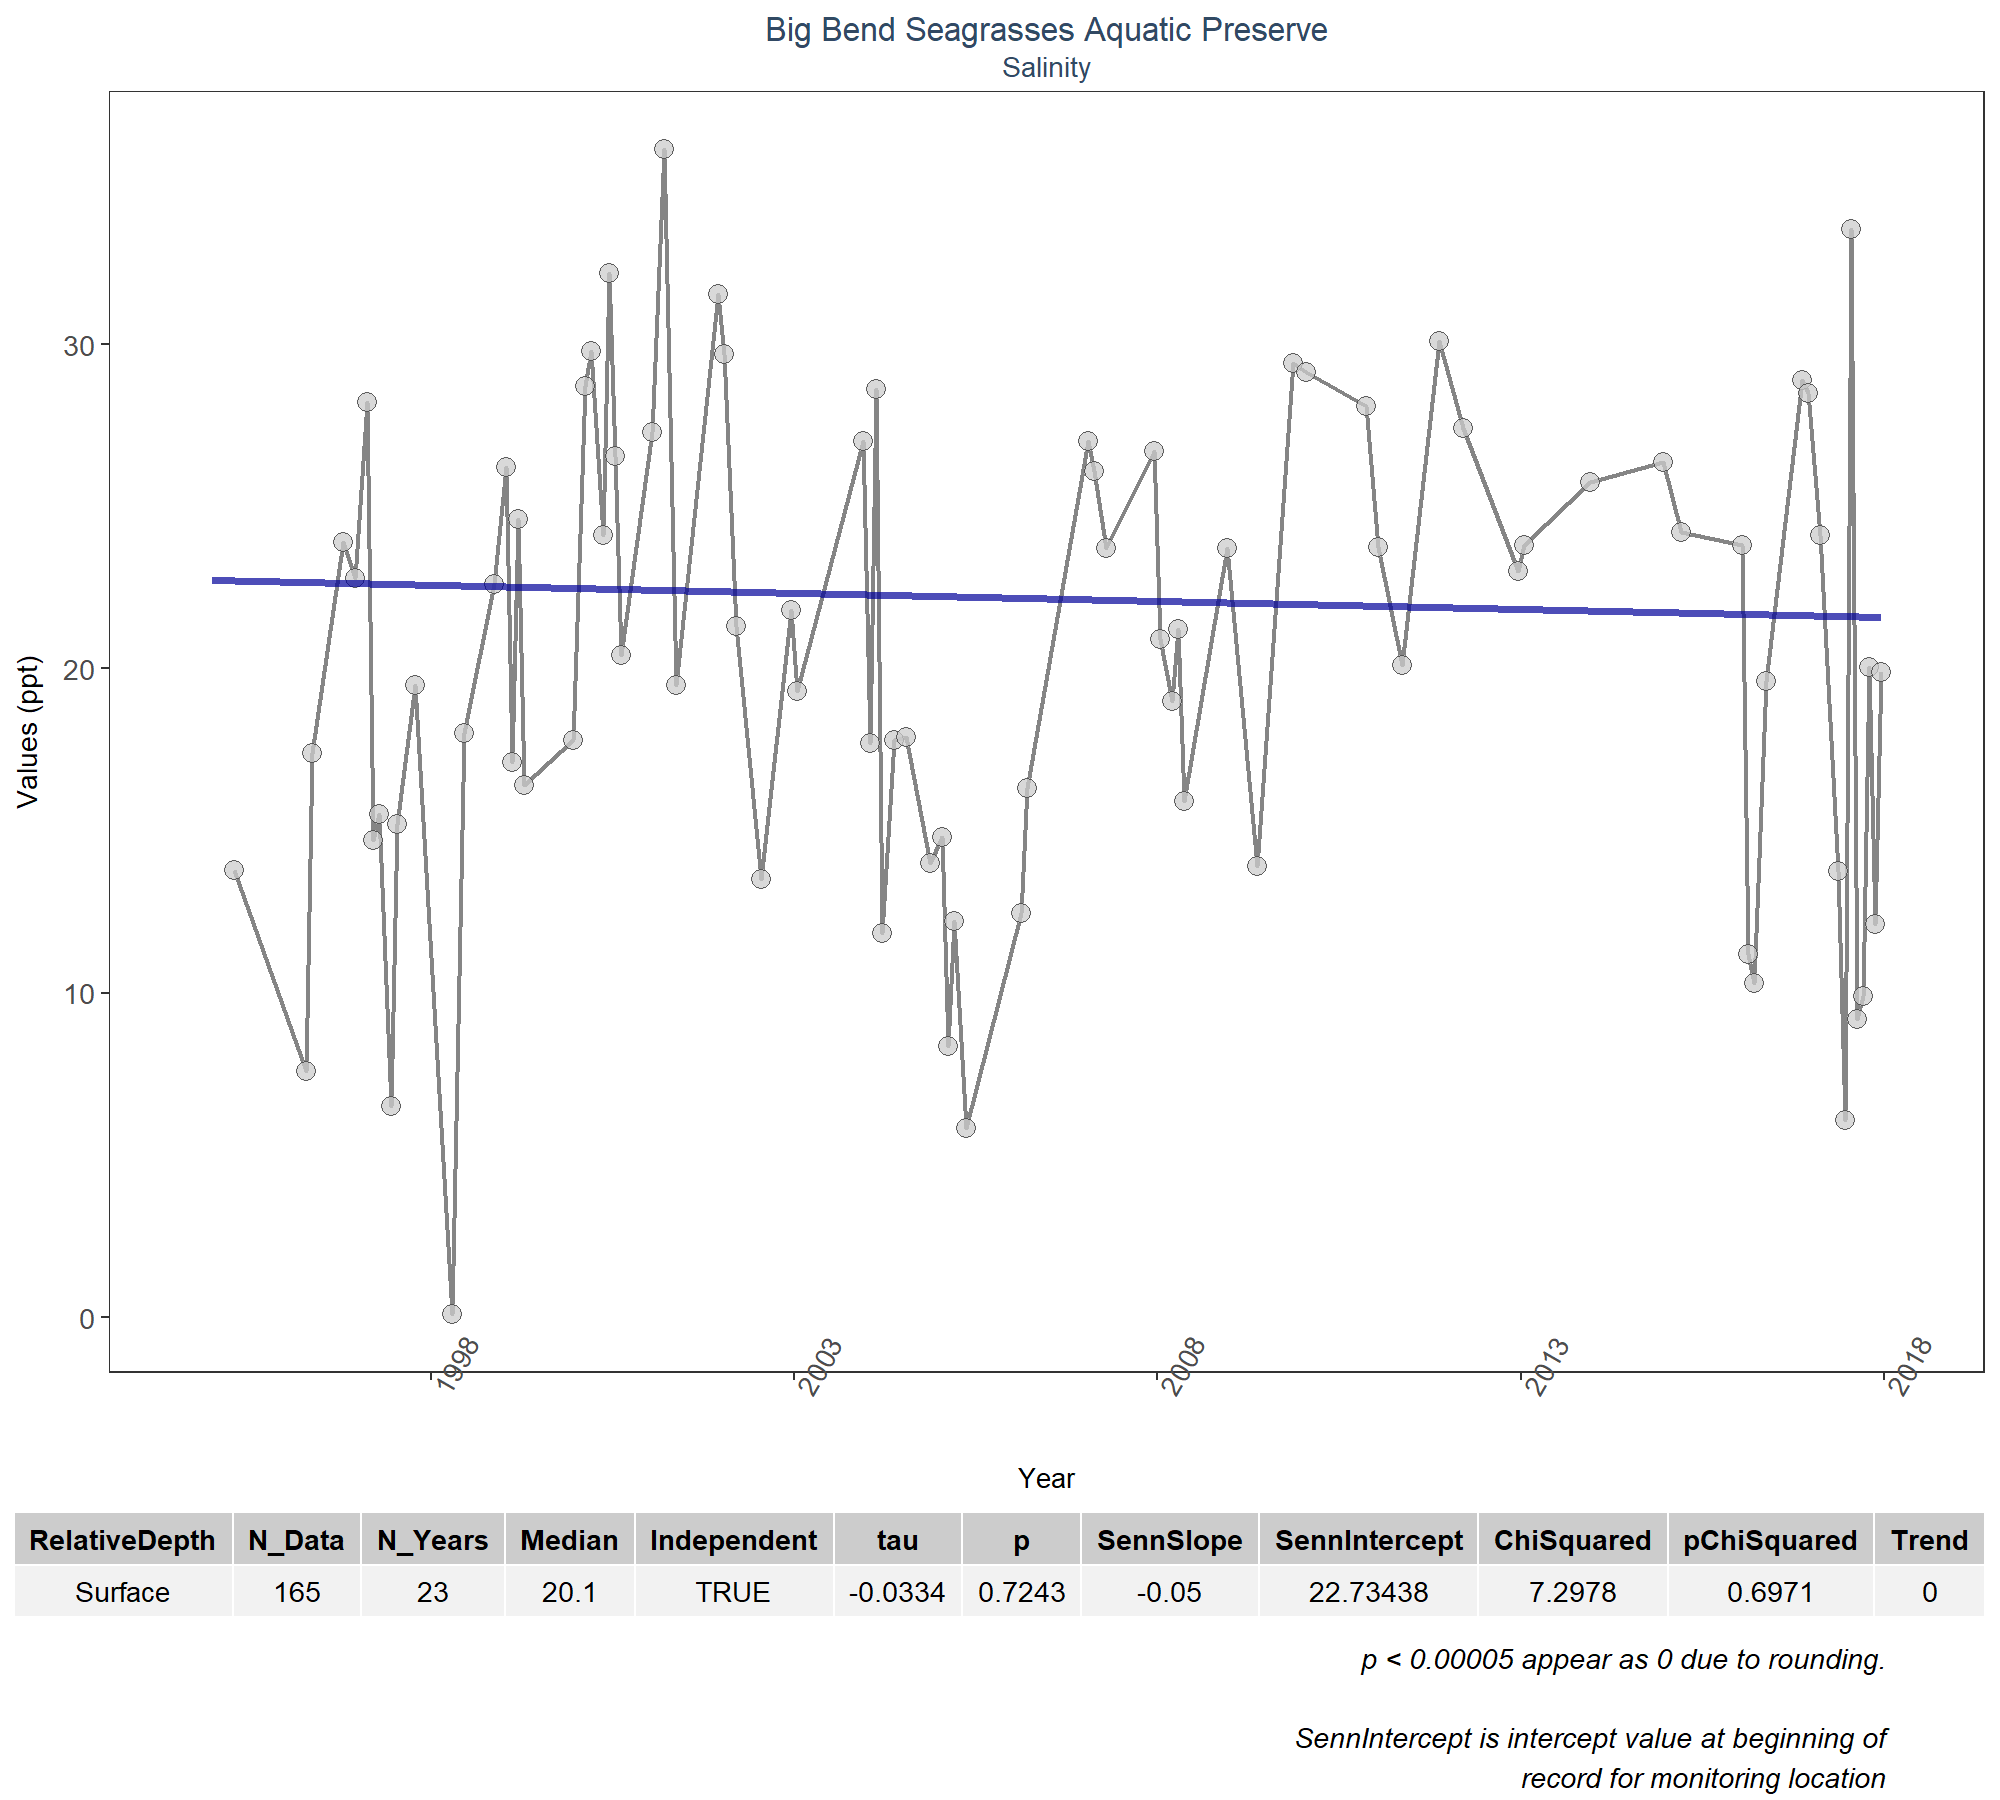 Big Bend Seagrasses Aquatic Preserve
Salinity
Values (ppt)
30
20
10
0
1998 2003 2008 2013 2018
Year
RelativeDepth N_Data N_Years Median Independent tau p SennSlope SennIntercept ChiSquared pChiSquared Trend
Surface 165 23 20.1 TRUE -0.0334 0.7243 -0.05 22.73438 7.2978 0.6971 0
p < 0.00005 appear as 0 due to rounding.
SennIntercept is intercept value at beginning of
record for monitoring location